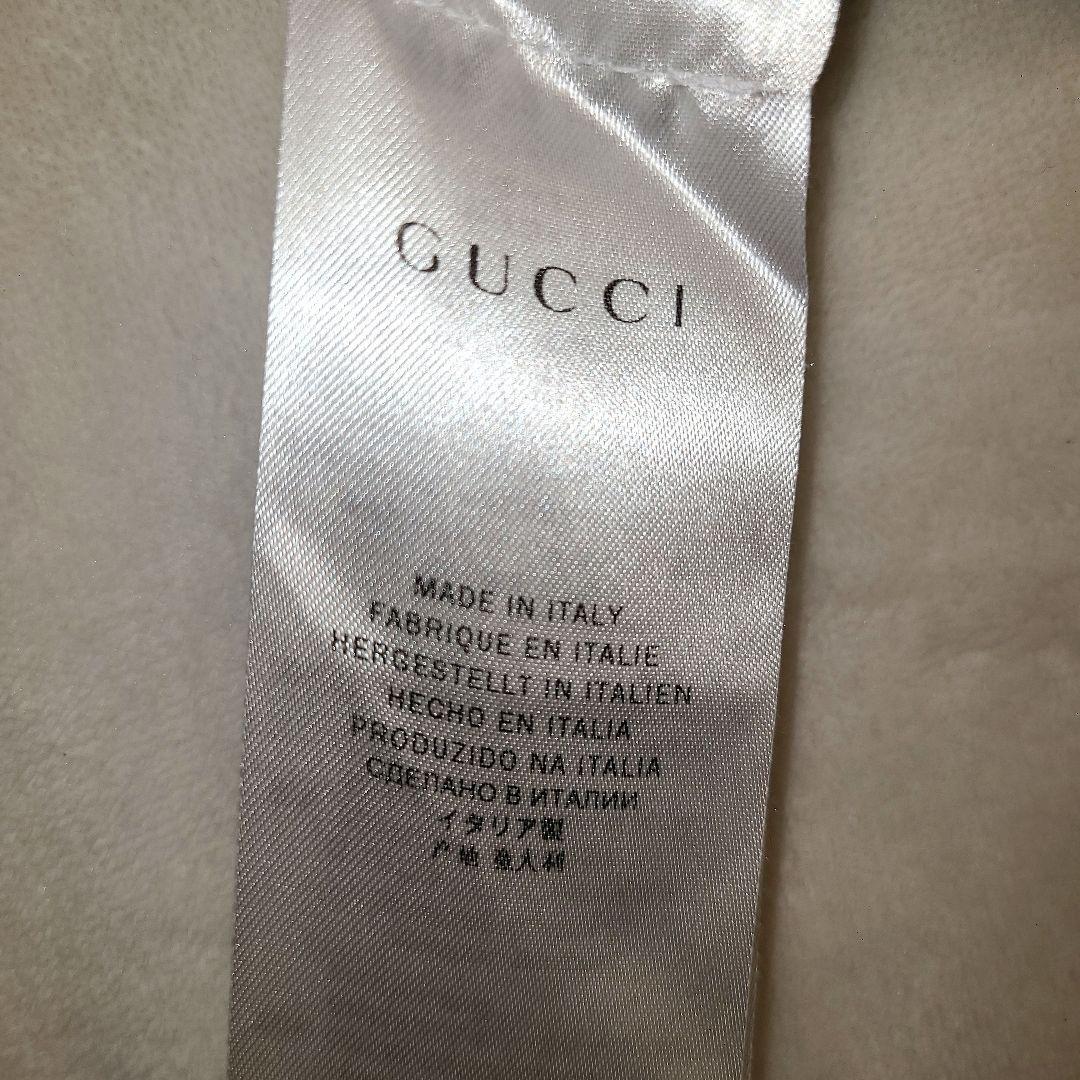 GUCCI
MADE IN ITALY
FABRIQUE EN ITALIE
HERGESTELLT IN ITALIEN
HECHO EN ITALIA
PRODUZIDO NA ITALIA
СДЕЛАНО В ИТАЛИИ
イタリア製
产地 意大利